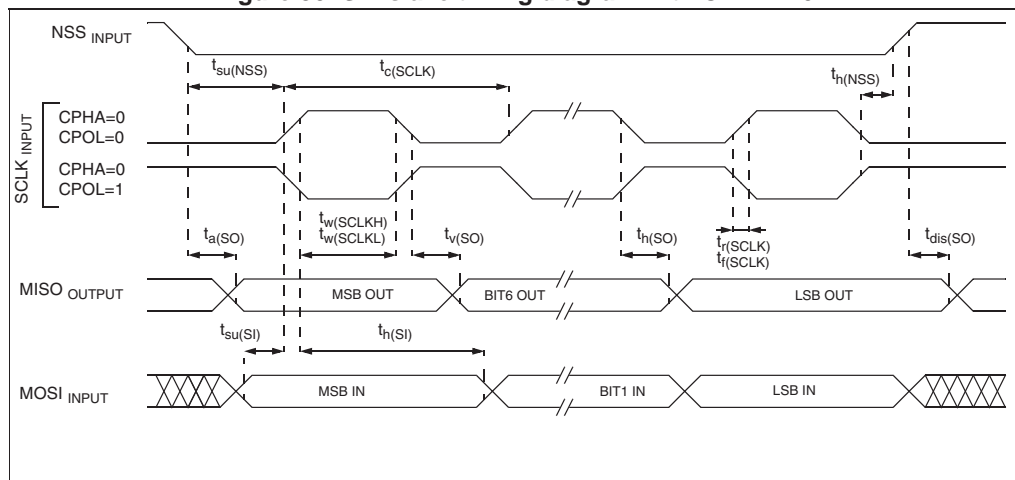 NSS INPUT
tsu(NSS)
tc(SCLK)
th(NSS)
SCLK INPUT
CPHA=0
CPOL=0
CPHA=0
CPOL=1
ta(SO)
tw(SCLKH)
tw(SCLKL)
tv(SO)
th(SO)
tr(SCLK)
tf(SCLK)
tdis(SO)
MISO OUTPUT
MSB OUT
BIT6 OUT
LSB OUT
tsu(SI)
th(SI)
MOSI INPUT
MSB IN
BIT1 IN
LSB IN